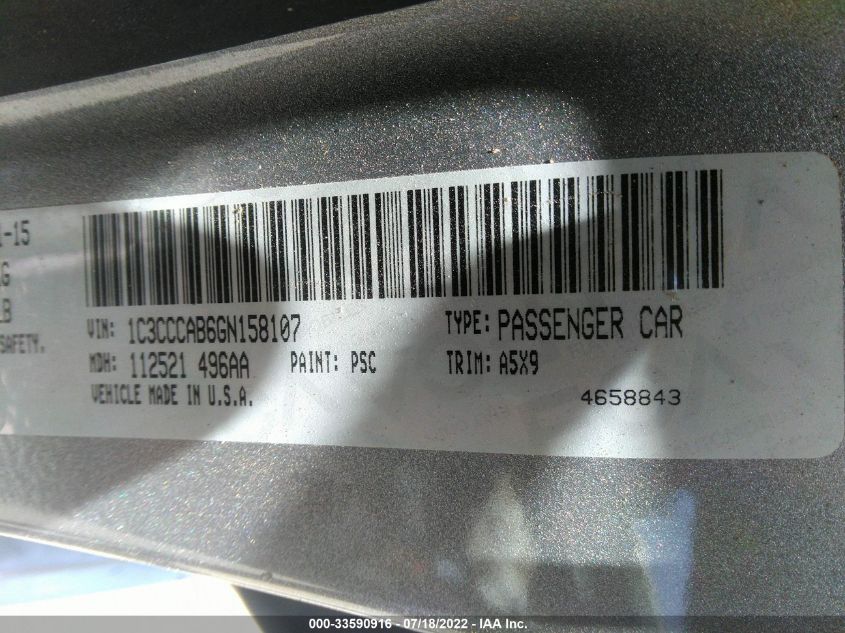 1-15
G
LB
SAFETY.
VIN: 1C3CCCAB6GN158107 TYPE: PASSENGER CAR
MDH: 112521 496AA PAINT: PSC TRIM: A5X9
VEHICLE MADE IN U.S.A. 4658843
000-33590916 - 07/18/2022 - IAA Inc.